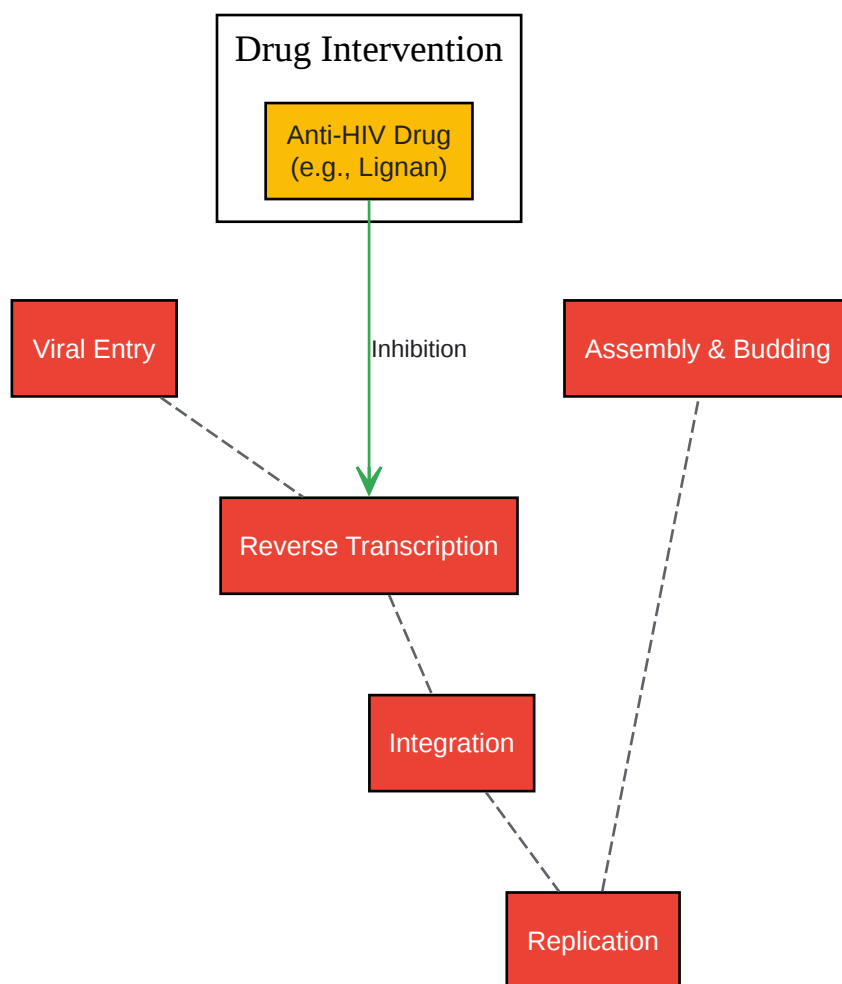 Drug Intervention
Anti-HIV Drug
(e.g., Lignan)
Viral Entry
Inhibition
Assembly & Budding
Reverse Transcription
Integration
Replication